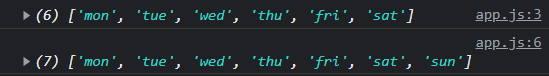 ▶ (6) ['mon', 'tue', 'wed', 'thu', 'fri', 'sat'] app.js:3
app.js:6
▶ (7) ['mon', 'tue', 'wed', 'thu', 'fri', 'sat', 'sun']